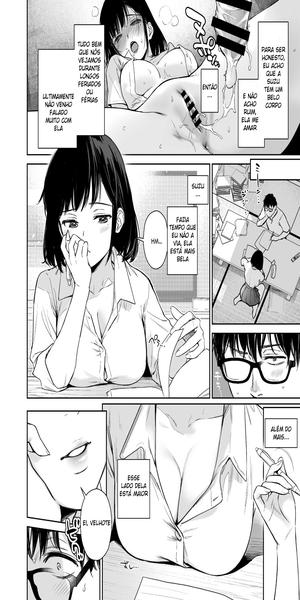 PARA SER
HONESTO, EU
ACHO QUE A
SUZU TEM
UM BELO
CORPO
E NÃO
ACHO
RUIM, ELA ME
AMAR
ENTÃO
...
TUDO BEM
QUE NÓS
VEJAMOS
DURANTE
LONGOS
FERIADOS
OU
FÉRIAS
ULTIMAMENTE
NÃO VENHO
FALADO
MUITO COM
ELA
SUZU
...
FAZIA
TEMPO QUE
EU NÃO A
VIA, ELA ESTÁ
MAIS
BELA
HM...
ALÉM DO
MAIS...
ESSE
LADO DELA
ESTÁ MAIOR
EI, VELHOTE